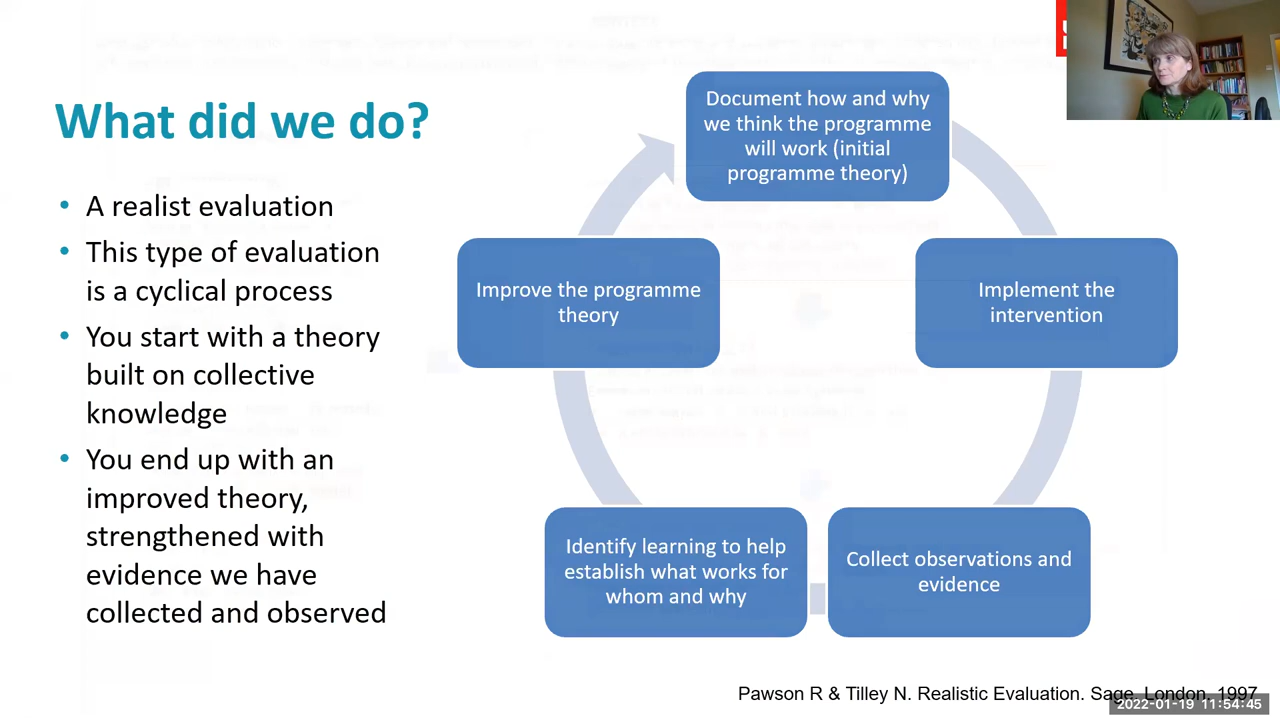 What did we do?
• A realist evaluation
• This type of evaluation
is a cyclical process
• You start with a theory
built on collective
knowledge
• You end up with an
improved theory,
strengthened with
evidence we have
collected and observed
Document how and why
we think the programme
will work (initial
programme theory)
Implement the
intervention
Collect observations and
evidence
Identify learning to help
establish what works for
whom and why
Improve the programme
theory
Pawson R & Tilley N. Realistic Evaluation. Sage. London. 1997
2022-01-19 11:54:45